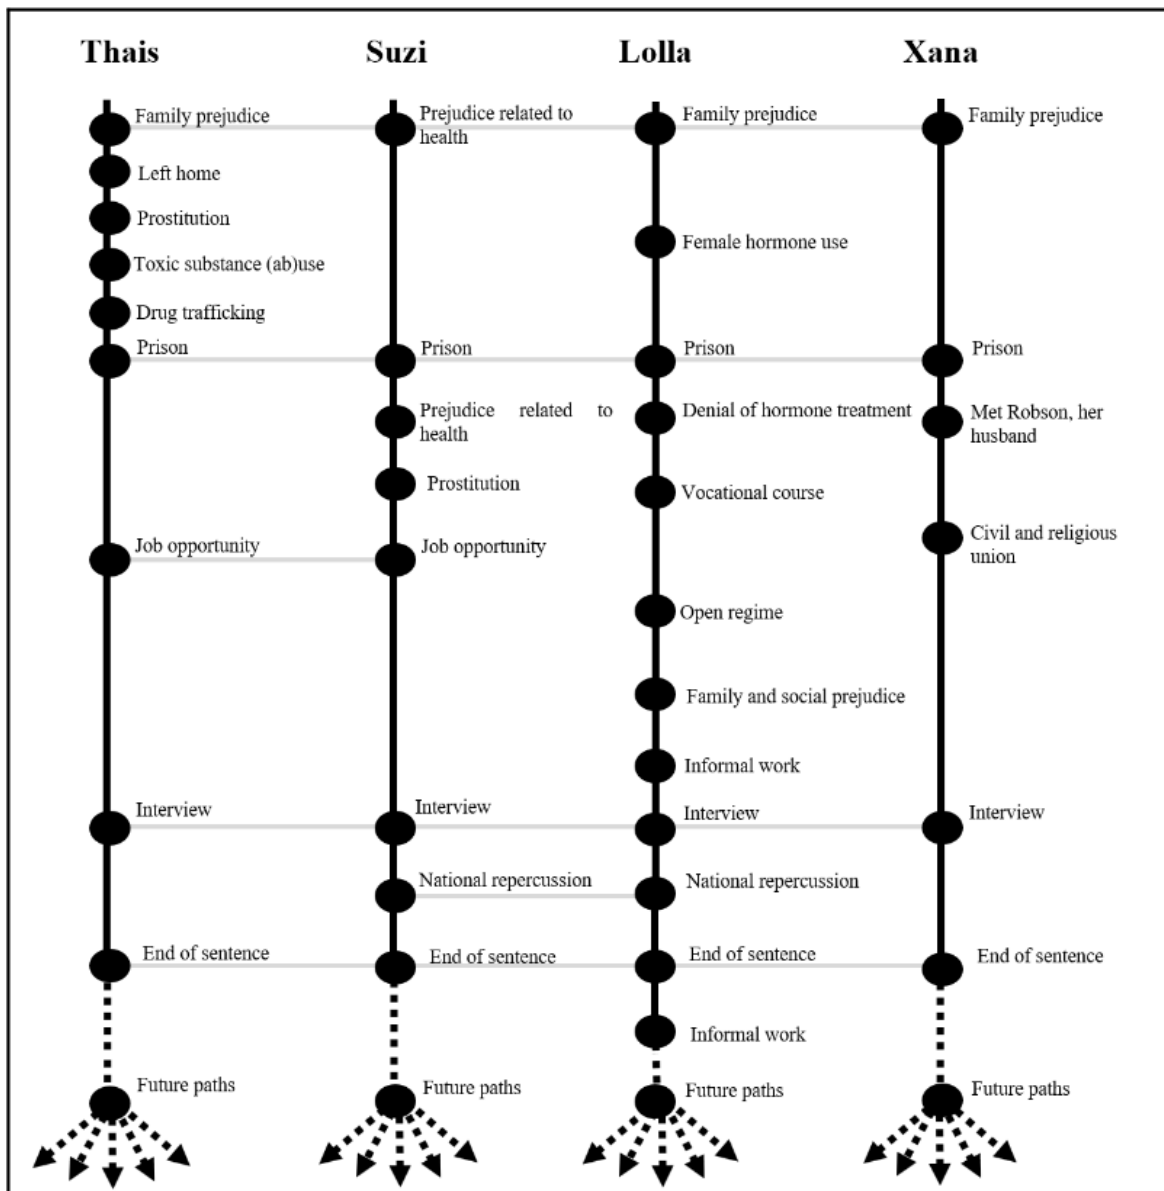 Thais
Suzi
Lolla
Xana
Family prejudice
Left home
Prostitution
Toxic substance (ab)use
Drug trafficking
Prison
Job opportunity
Interview
End of sentence
Future paths
Prejudice related to
health
Prison
Prejudice related to
health
Prostitution
Job opportunity
Interview
National repercussion
End of sentence
Future paths
Family prejudice
Female hormone use
Prison
Denial of hormone treatment
Vocational course
Open regime
Family and social prejudice
Informal work
Interview
National repercussion
End of sentence
Informal work
Future paths
Family prejudice
Prison
Met Robson, her
husband
Civil and religious
union
Interview
End of sentence
Future paths